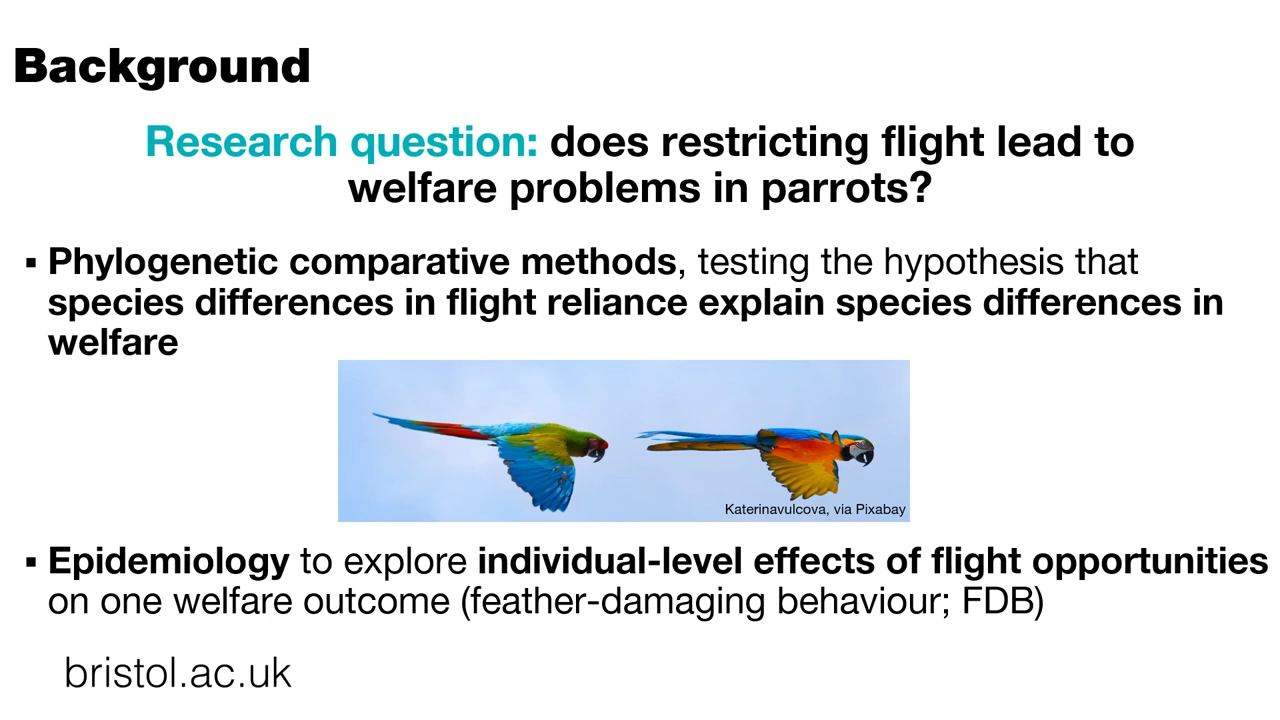 Background
Research question: does restricting flight lead to
welfare problems in parrots?
▪ Phylogenetic comparative methods, testing the hypothesis that
species differences in flight reliance explain species differences in
welfare
Katerinavulcova, via Pixabay
▪ Epidemiology to explore individual-level effects of flight opportunities
on one welfare outcome (feather-damaging behaviour; FDB)
bristol.ac.uk